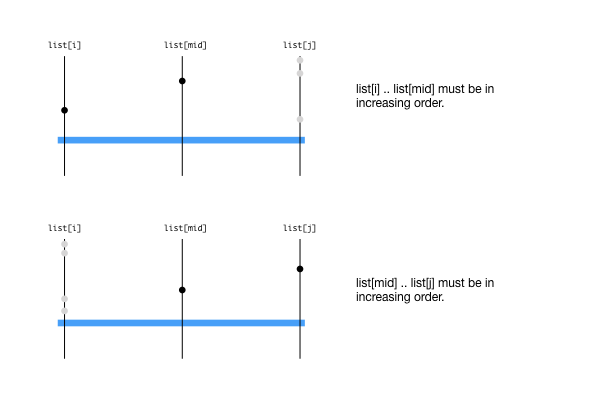 list[i] list[mid] list[j]
list[i] .. list[mid] must be in
increasing order.
list[i] list[mid] list[j]
list[mid] .. list[j] must be in
increasing order.